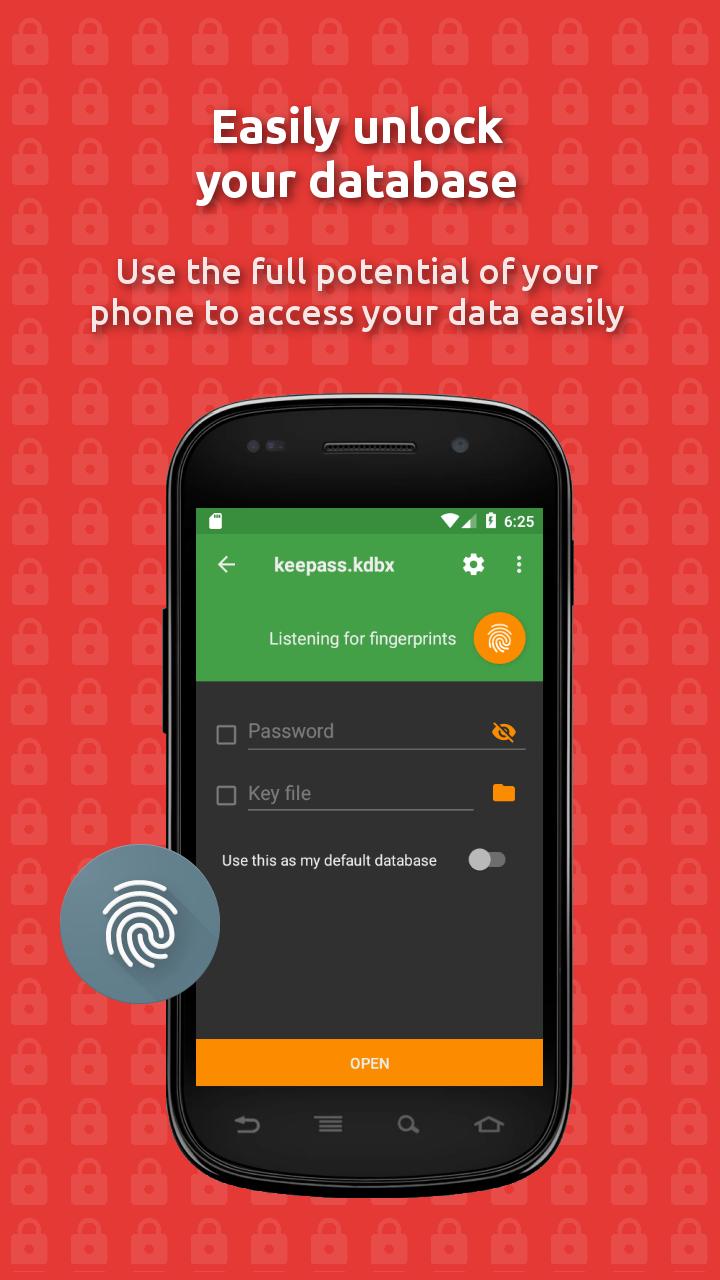 Easily unlock
your database
Use the full potential of your
phone to access your data easily
6:25
keepass.kdbx
Listening for fingerprints
Password
Key file
Use this as my default database
OPEN